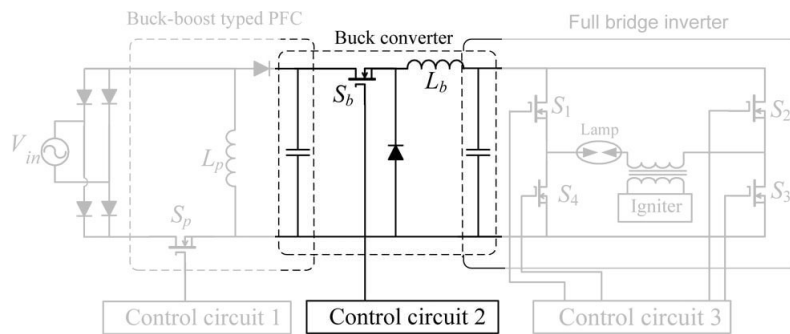 Buck-boost typed PFC
Full bridge inverter
Buck converter
S_b
L_b
S_1
S_2
Lamp
V_in
L_p
S_4
S_3
S_p
Igniter
Control circuit 1
Control circuit 2
Control circuit 3